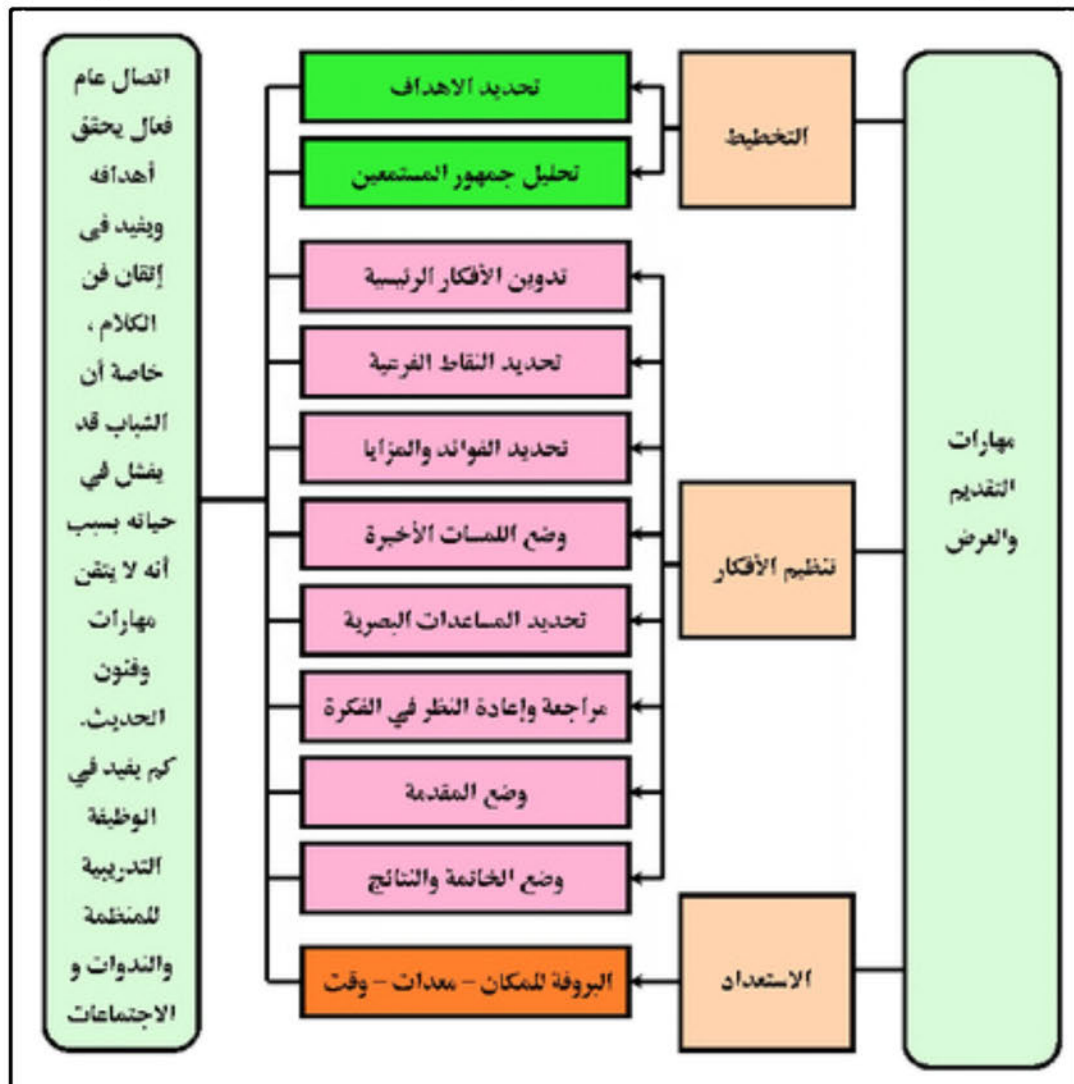 مهارات
التقديم
والعرض
التخطيط
تحديد الاهداف
تحليل جمهور المستمعين
تنظيم الأفكار
تدوين الأفكار الرئيسية
تحديد النقاط الفرعية
تحديد الفوائد والمزايا
وضع اللمسات الأخيرة
تحديد المساعدات البصرية
مراجعة وإعادة النظر في الفكرة
وضع المقدمة
وضع الخاتمة والنتائج
الاستعداد
البروفة للمكان – معدات – وقت
اتصال عام
فعال يحقق
أهدافه
ويفيد فى
إتقان فن
الكلام ،
خاصة أن
الشباب قد
يفشل في
حياته بسبب
أنه لا يتقن
مهارات
وفنون
الحديث.
كم يفيد في
الوظيفة
التدريبية
للمنظمة
والندوات و
الاجتماعات